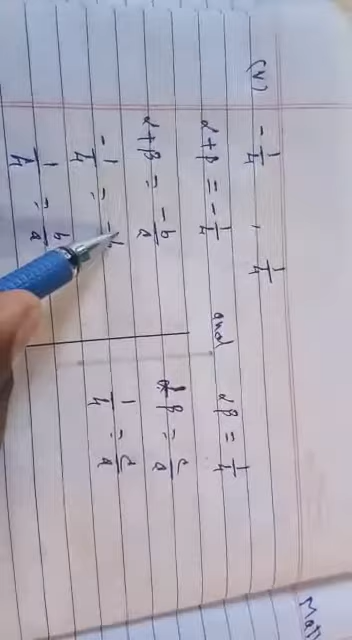 (v) -1/4 , 1/4
α+β = -1/4 and αβ = 1/4
α+β = -b/a αβ = c/a
-1/4 = -b 1/4 = c/a
1/4 = b/a